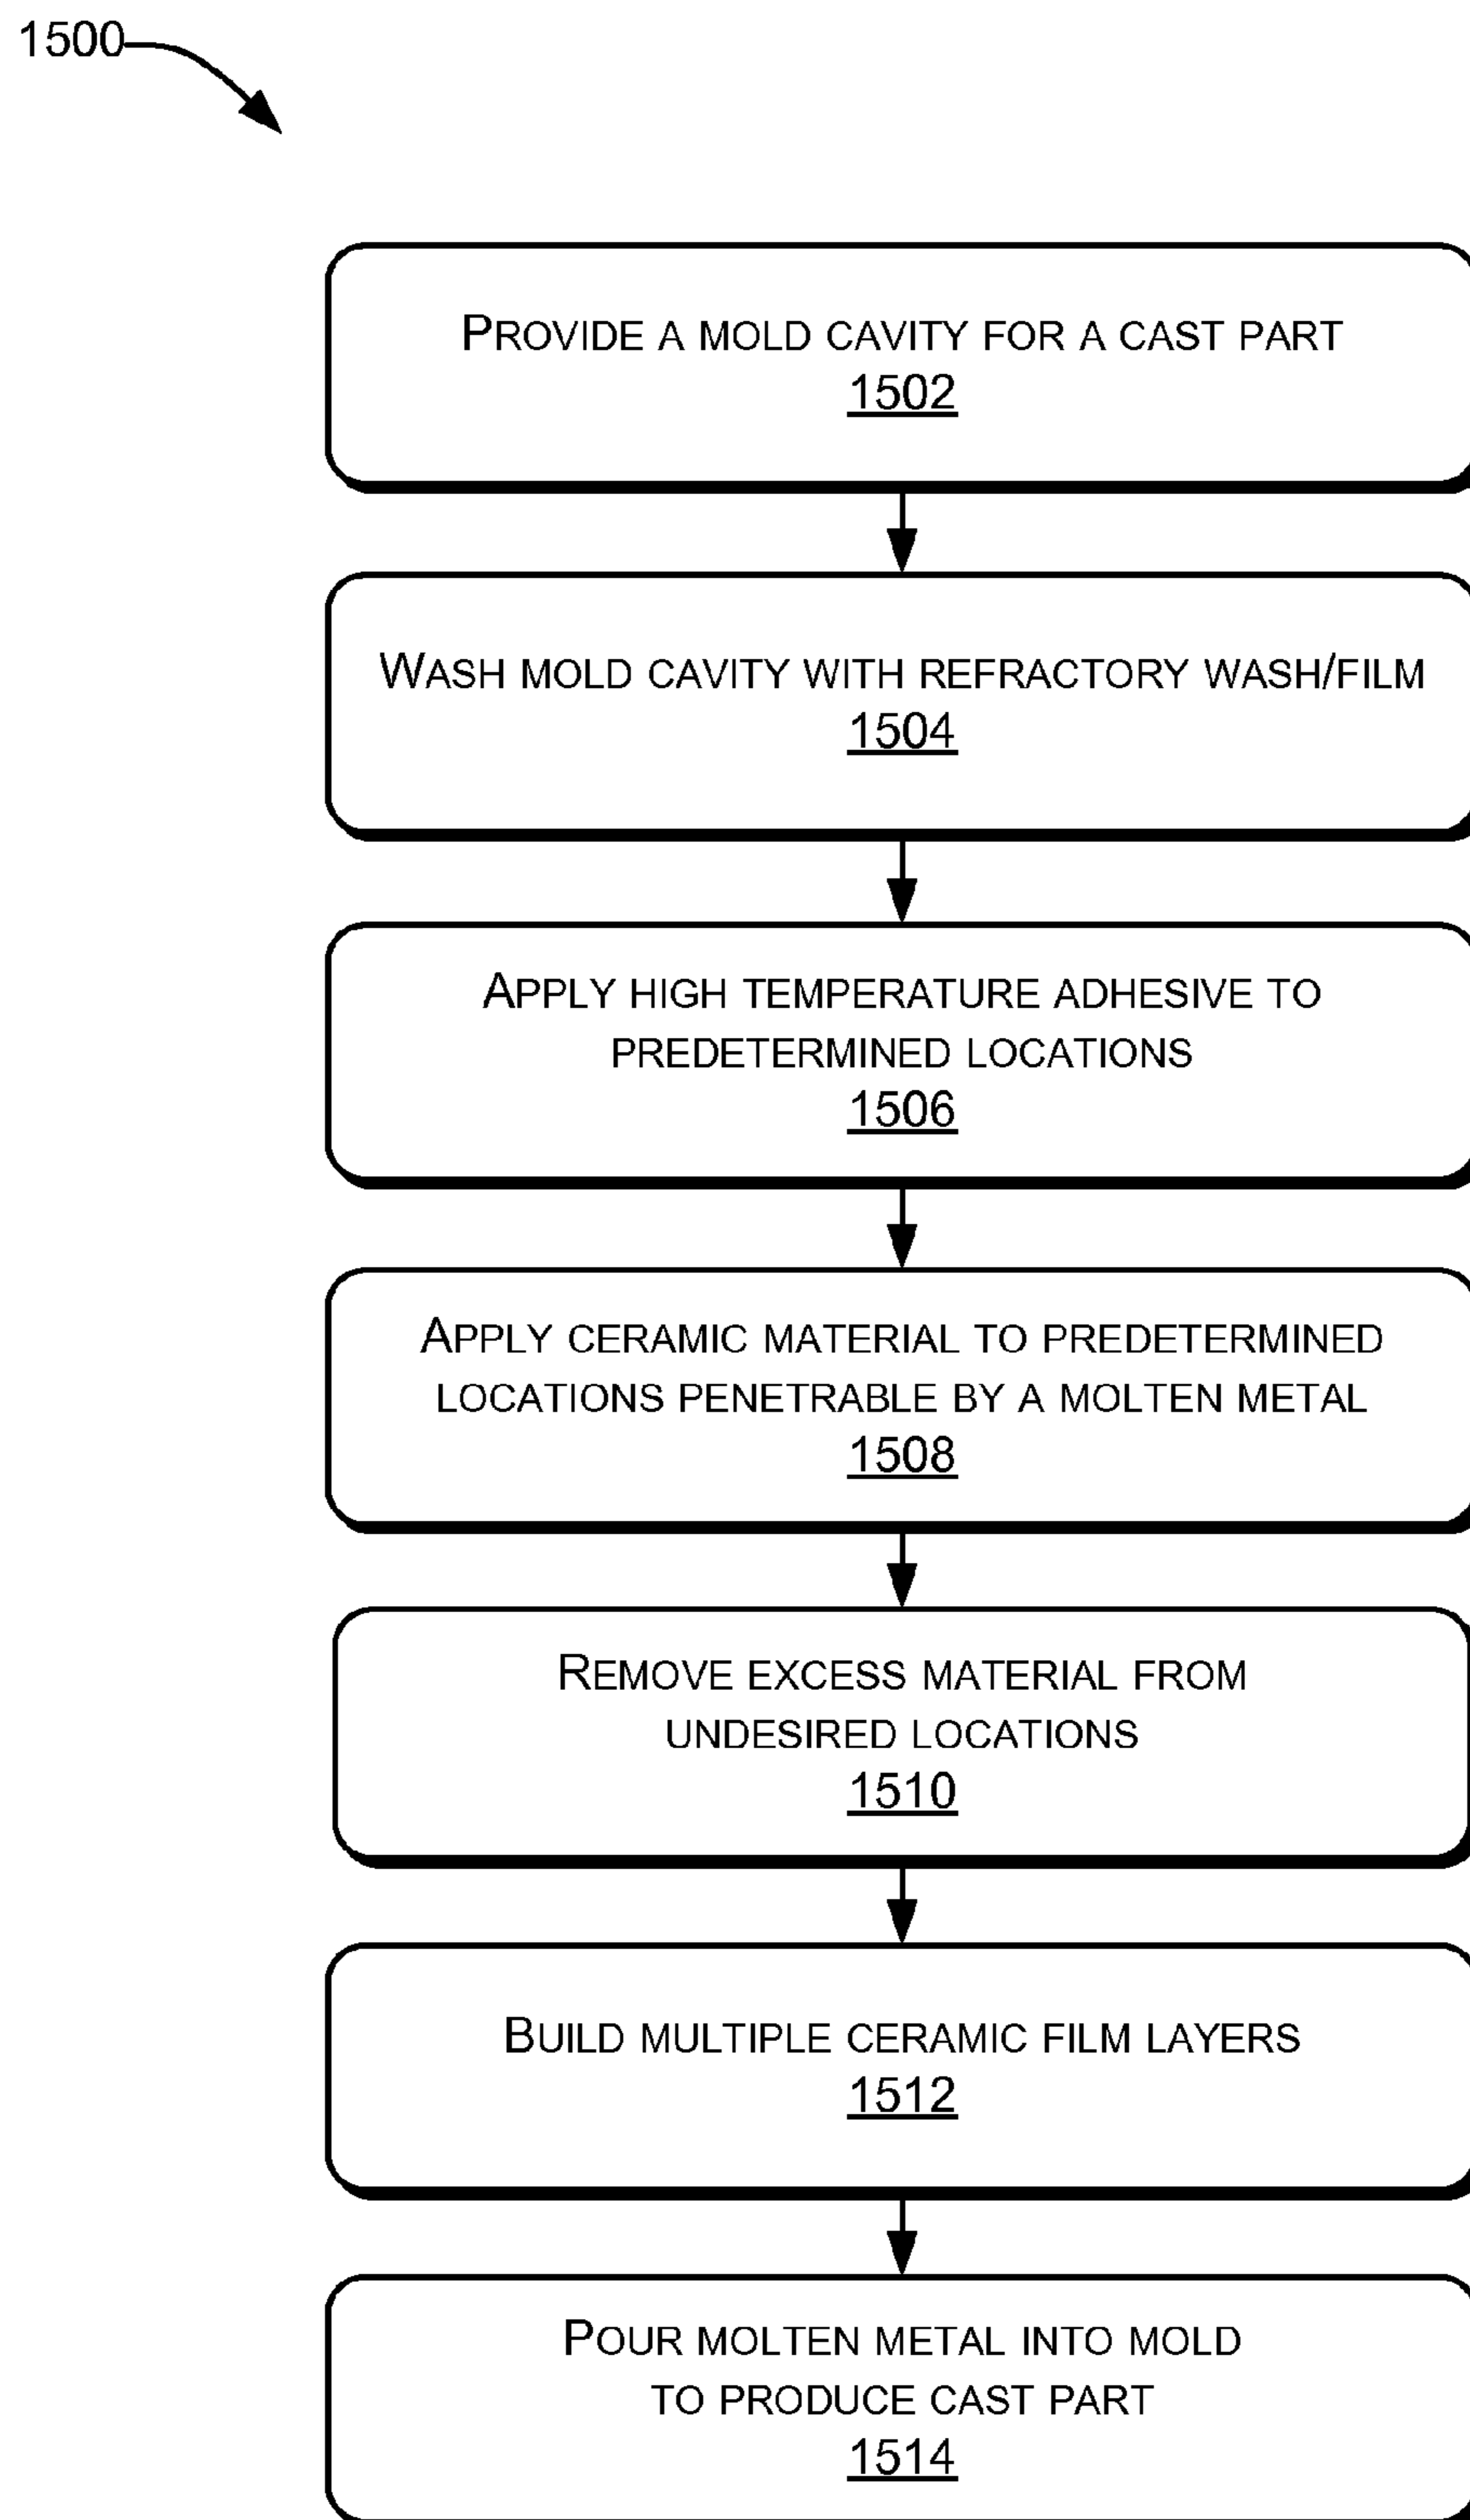 1500
PROVIDE A MOLD CAVITY FOR A CAST PART
1502
WASH MOLD CAVITY WITH REFRACTORY WASH/FILM
1504
APPLY HIGH TEMPERATURE ADHESIVE TO
PREDETERMINED LOCATIONS
1506
APPLY CERAMIC MATERIAL TO PREDETERMINED
LOCATIONS PENETRABLE BY A MOLTEN METAL
1508
REMOVE EXCESS MATERIAL FROM
UNDESIRED LOCATIONS
1510
BUILD MULTIPLE CERAMIC FILM LAYERS
1512
POUR MOLTEN METAL INTO MOLD
TO PRODUCE CAST PART
1514